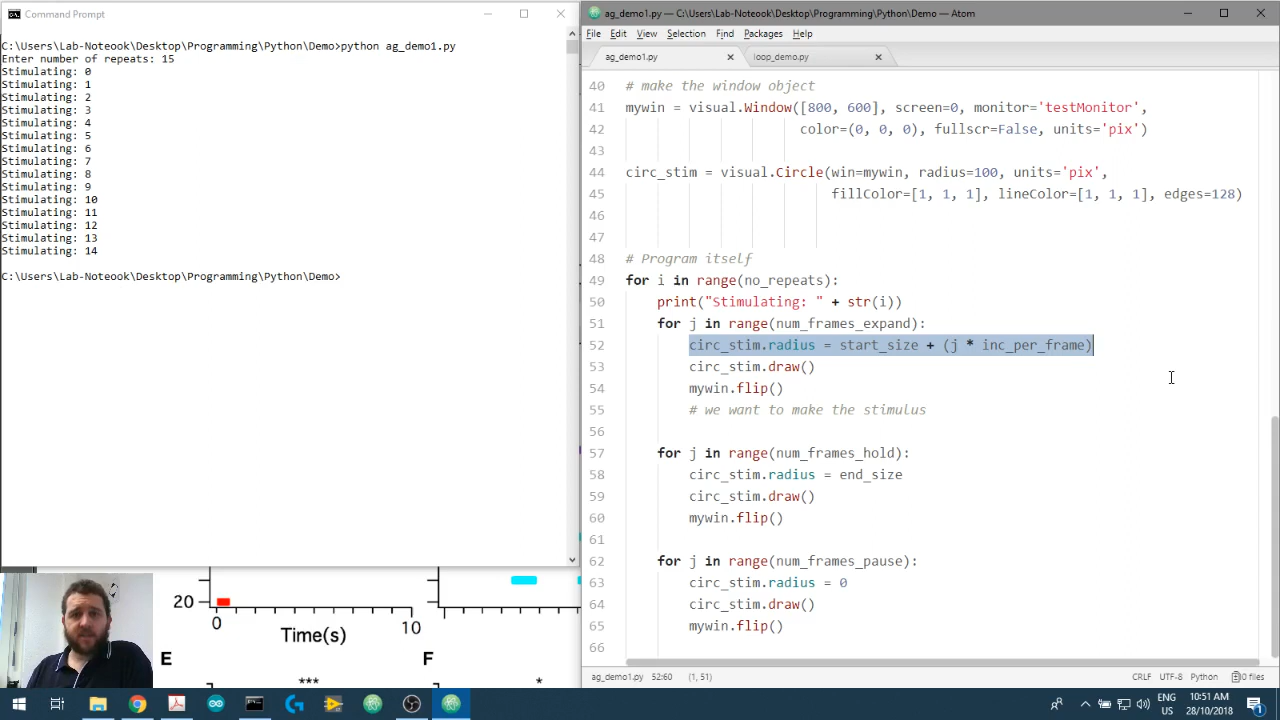 Command Prompt
C:\Users\Lab-Noteook\Desktop\Programming\Python\Demo>python ag_demo1.py
Enter number of repeats: 15
Stimulating: 0
Stimulating: 1
Stimulating: 2
Stimulating: 3
Stimulating: 4
Stimulating: 5
Stimulating: 6
Stimulating: 7
Stimulating: 8
Stimulating: 9
Stimulating: 10
Stimulating: 11
Stimulating: 12
Stimulating: 13
Stimulating: 14
C:\Users\Lab-Noteook\Desktop\Programming\Python\Demo>
20
0
10
Time(s)
E
F
***
*
ag_demo1.py — C:\Users\Lab-Noteook\Desktop\Programming\Python\Demo — Atom
File Edit View Selection Find Packages Help
ag_demo1.py
loop_demo.py
40 # make the window object
41 mywin = visual.Window([800, 600], screen=0, monitor='testMonitor',
42 color=(0, 0, 0), fullscr=False, units='pix')
43
44 circ_stim = visual.Circle(win=mywin, radius=100, units='pix',
45 fillColor=[1, 1, 1], lineColor=[1, 1, 1], edges=128)
46
47
48 # Program itself
49 for i in range(no_repeats):
50 print("Stimulating: " + str(i))
51 for j in range(num_frames_expand):
52 circ_stim.radius = start_size + (j * inc_per_frame)
53 circ_stim.draw()
54 mywin.flip()
55 # we want to make the stimulus
56
57 for j in range(num_frames_hold):
58 circ_stim.radius = end_size
59 circ_stim.draw()
60 mywin.flip()
61
62 for j in range(num_frames_pause):
63 circ_stim.radius = 0
64 circ_stim.draw()
65 mywin.flip()
66
ag_demo1.py 52:60 (1, 51)
CRLF UTF-8 Python 0 files
ENG
UK
10:51 AM
28/10/2018
1